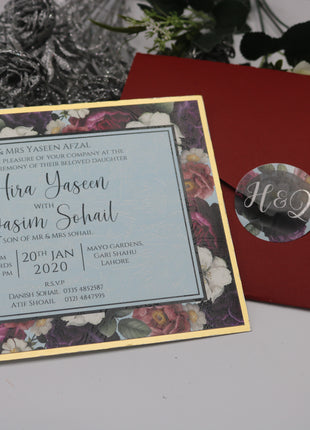 & MRS YASEEN AFZAL
PLEASURE OF YOUR COMPANY AT THE
EREMONY OF THEIR BELOVED DAUGHTER
Hira Yaseen
WITH
asim Sohail
SON OF MR & MRS SOHAIL
20TH JAN
2020
PM
MAYO GARDENS,
GARI SHAHU
LAHORE
R.S.V.P
DANISH SOHAIL 0335 4852587
ATIF SHOAIL 0321 4847595
H&Q